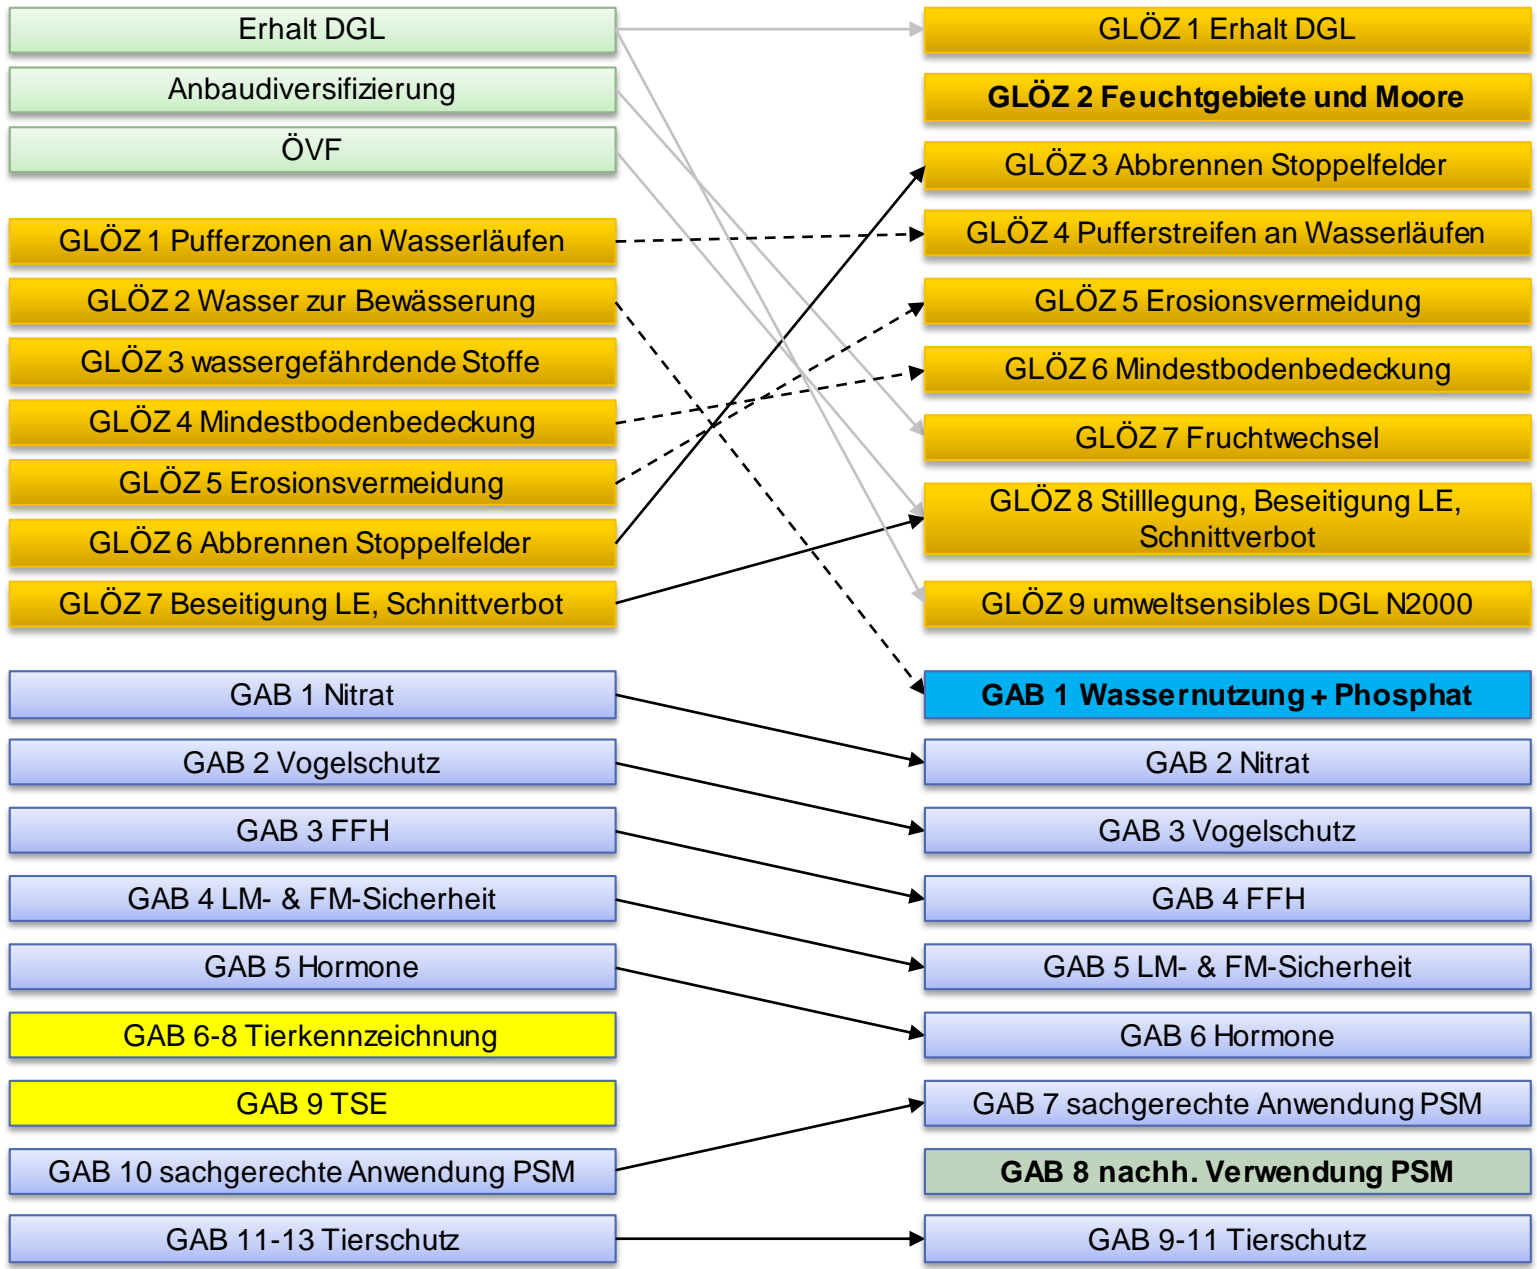 Erhalt DGL
Anbaudiversifizierung
ÖVF
GLÖZ 1 Pufferzonen an Wasserläufen
GLÖZ 2 Wasser zur Bewässerung
GLÖZ 3 wassergefährdende Stoffe
GLÖZ 4 Mindestbodenbedeckung
GLÖZ 5 Erosionsvermeidung
GLÖZ 6 Abbrennen Stoppelfelder
GLÖZ 7 Beseitigung LE, Schnittverbot
GAB 1 Nitrat
GAB 2 Vogelschutz
GAB 3 FFH
GAB 4 LM- & FM-Sicherheit
GAB 5 Hormone
GAB 6-8 Tierkennzeichnung
GAB 9 TSE
GAB 10 sachgerechte Anwendung PSM
GAB 11-13 Tierschutz
GLÖZ 1 Erhalt DGL
GLÖZ 2 Feuchtgebiete und Moore
GLÖZ 3 Abbrennen Stoppelfelder
GLÖZ 4 Pufferstreifen an Wasserläufen
GLÖZ 5 Erosionsvermeidung
GLÖZ 6 Mindestbodenbedeckung
GLÖZ 7 Fruchtwechsel
GLÖZ 8 Stilllegung, Beseitigung LE,
Schnittverbot
GLÖZ 9 umweltsensibles DGL N2000
GAB 1 Wassernutzung + Phosphat
GAB 2 Nitrat
GAB 3 Vogelschutz
GAB 4 FFH
GAB 5 LM- & FM-Sicherheit
GAB 6 Hormone
GAB 7 sachgerechte Anwendung PSM
GAB 8 nachh. Verwendung PSM
GAB 9-11 Tierschutz